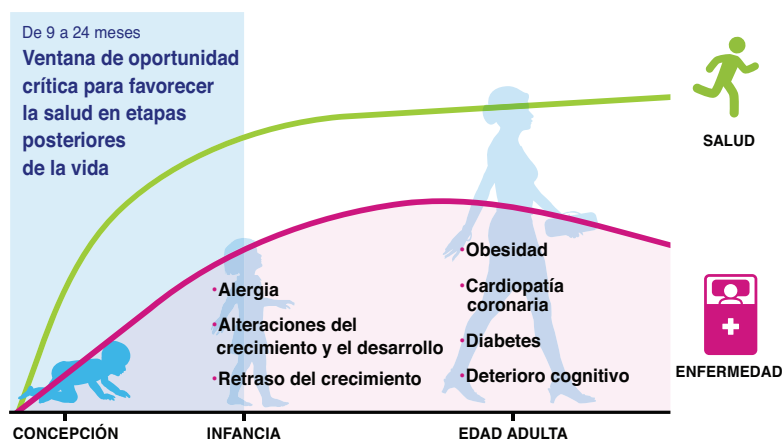 De 9 a 24 meses
Ventana de oportunidad
crítica para favorecer
la salud en etapas
posteriores
de la vida
SALUD
·Alergia
·Alteraciones del
crecimiento y el desarrollo
·Retraso del crecimiento
·Obesidad
·Cardiopatía
coronaria
·Diabetes
·Deterioro cognitivo
ENFERMEDAD
CONCEPCIÓN
INFANCIA
EDAD ADULTA